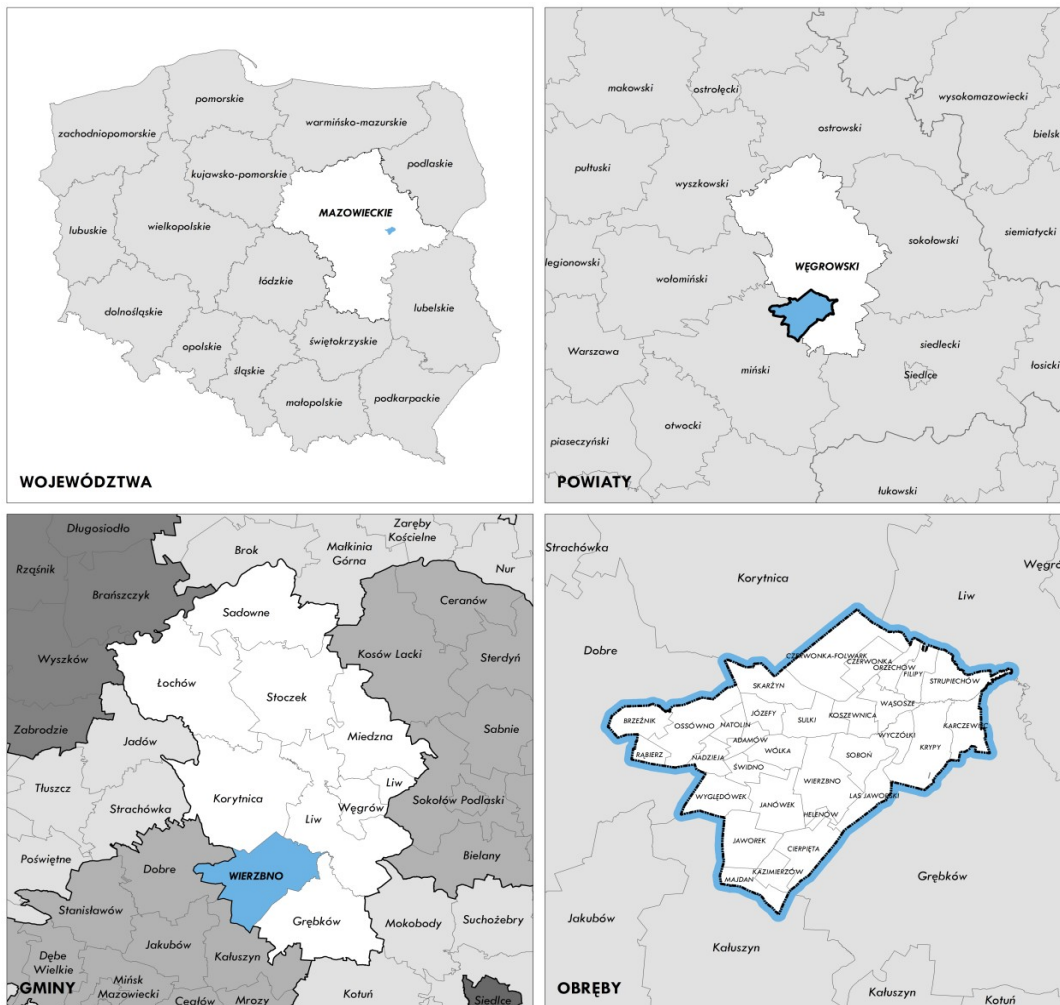 pomorskie
zachodniopomorskie
warmińsko-mazurskie
podlaskie
kujawsko-pomorskie
MAZOWIECKIE
wielkopolskie
lubuskie
łódzkie
lubelskie
dolnośląskie
świętokrzyskie
opolskie
śląskie
małopolskie
podkarpackie
WOJEWÓDZTWA
makowski
ostrołęcki
wysokomazowiecki
ostrowski
bielsk
pułtuski
wyszkowski
sokołowski
siemiatycki
legionowski
wołomiński
WĘGROWSKI
Warszawa
miński
siedlecki
Siedlce
łosicki
otwocki
piaseczyński
łukowski
POWIATY
Długosiodło
Brok
Małkinia
Górna
Zaręby
Kościelne
Nur
Rząśnik
Brańszczyk
Sadowne
Ceranów
Wyszków
Kosów Lacki
Sterdyń
Łochów
Stoczek
Zabrodzie
Jadów
Miedzna
Sabnie
Tłuszcz
Strachówka
Korytnica
Liw
Liw
Węgrów
Sokołów Podlaski
Poświętne
Dobre
WIERZBNO
Bielany
Stanisławów
Grębków
Mokobody
Suchożebry
Jakubów
Kałuszyn
Dębe
Wielkie
Mińsk
Mazowiecki
Cegłów
Mrozy
Kotuń
Siedlce
GMINY
Strachówka
Korytnica
Węgró
Liw
Dobre
CZERWONKA-FOLWARK
CZERWONKA
ORZECHÓW
FILIPY
STRUPIECHÓW
SKARŻYN
WĄSOSZE
BRZEŹNIK
OSSÓWNO
JÓZEFY
NATOLIN
SULKI
KOSZEWNICA
KARCZEWIEC
ADAMÓW
WYCZÓŁKI
RĄBIERZ
NADZIEJA
WÓLKA
SOBOŃ
KRYPY
ŚWIDNO
WIERZBNO
WYGLĘDÓWEK
JANÓWEK
LAS JAWORSKI
HELENÓW
JAWOREK
CIERPIĘTA
KAZIMIERZÓW
MAJDAN
Grębków
Jakubów
Kałuszyn
Kałuszyn
Kotuń
OBRĘBY